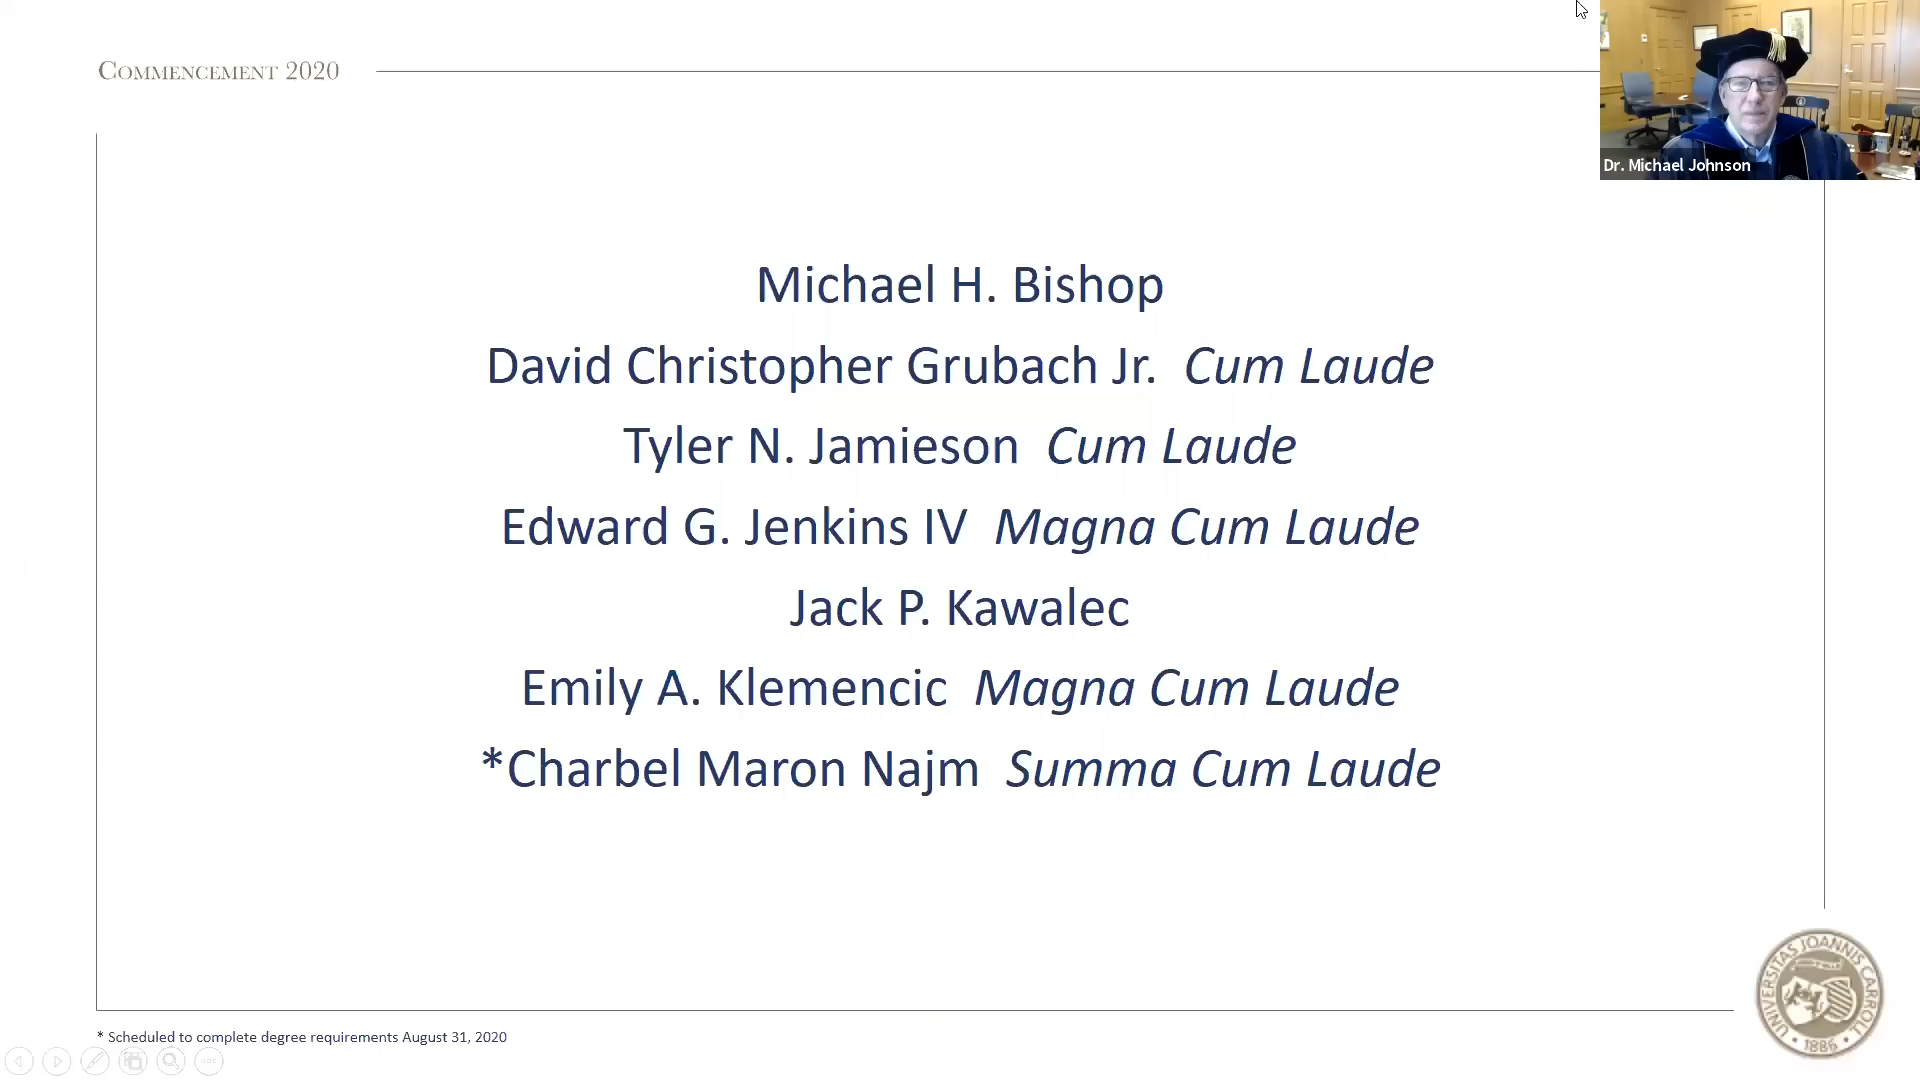 COMMENCEMENT 2020
Dr. Michael Johnson
Michael H. Bishop
David Christopher Grubach Jr. Cum Laude
Tyler N. Jamieson Cum Laude
Edward G. Jenkins IV Magna Cum Laude
Jack P. Kawalec
Emily A. Klemencic Magna Cum Laude
*Charbel Maron Najm Summa Cum Laude
UNIVERSITAS JOANNIS CARROLL
• 1886 •
* Scheduled to complete degree requirements August 31, 2020